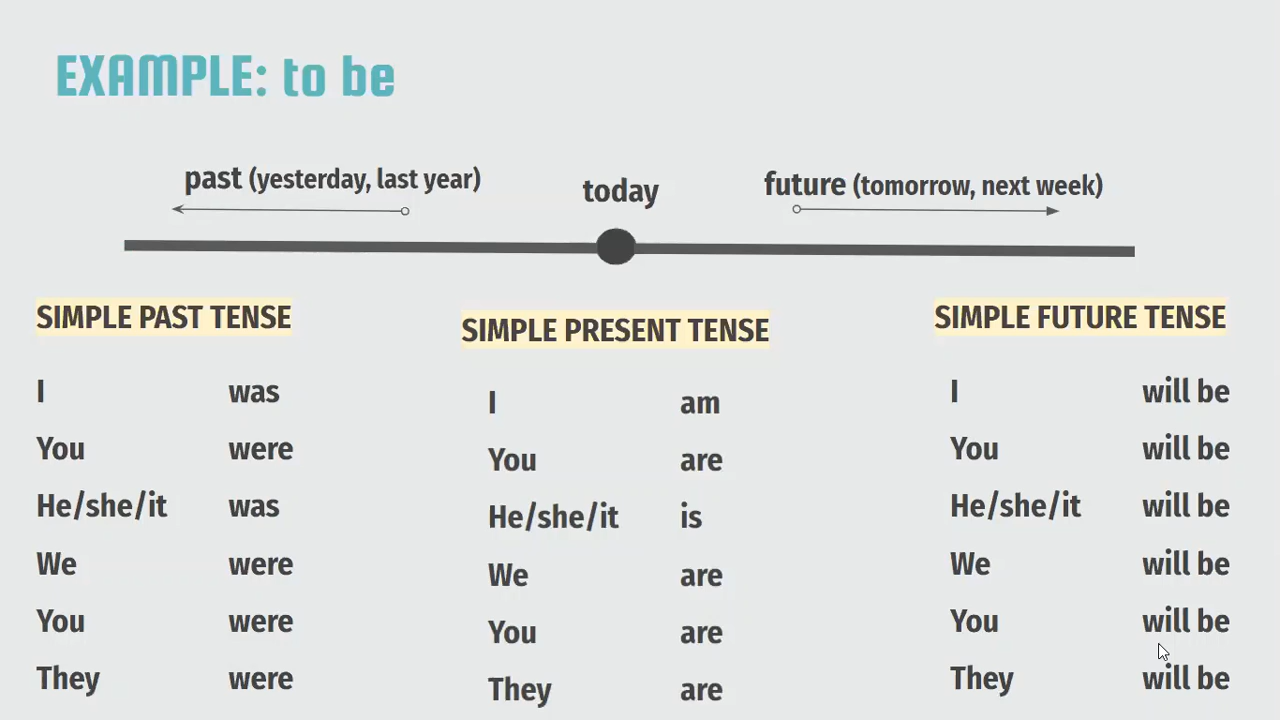 EXAMPLE: to be
past (yesterday, last year)
today
future (tomorrow, next week)
SIMPLE PAST TENSE
I was
You were
He/she/it was
We were
You were
They were
SIMPLE PRESENT TENSE
I am
You are
He/she/it is
We are
You are
They are
SIMPLE FUTURE TENSE
I will be
You will be
He/she/it will be
We will be
You will be
They will be